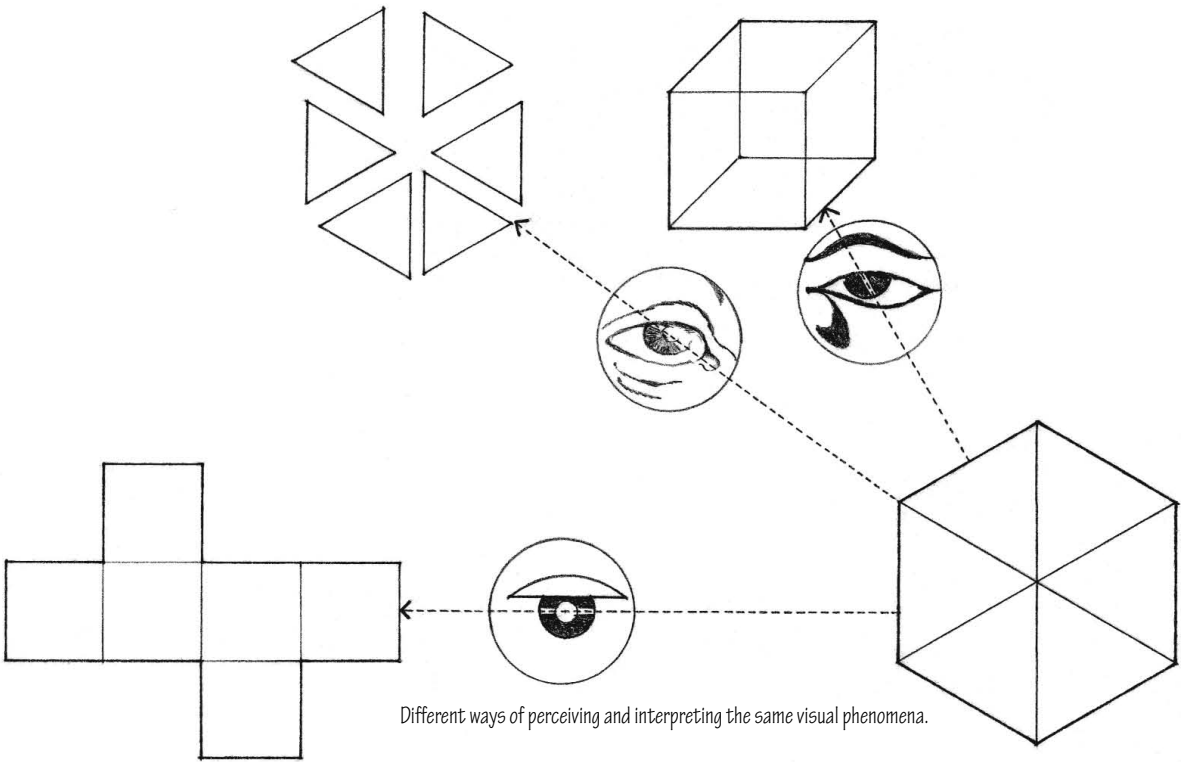 Different ways of perceiving and interpreting the same visual phenomena.